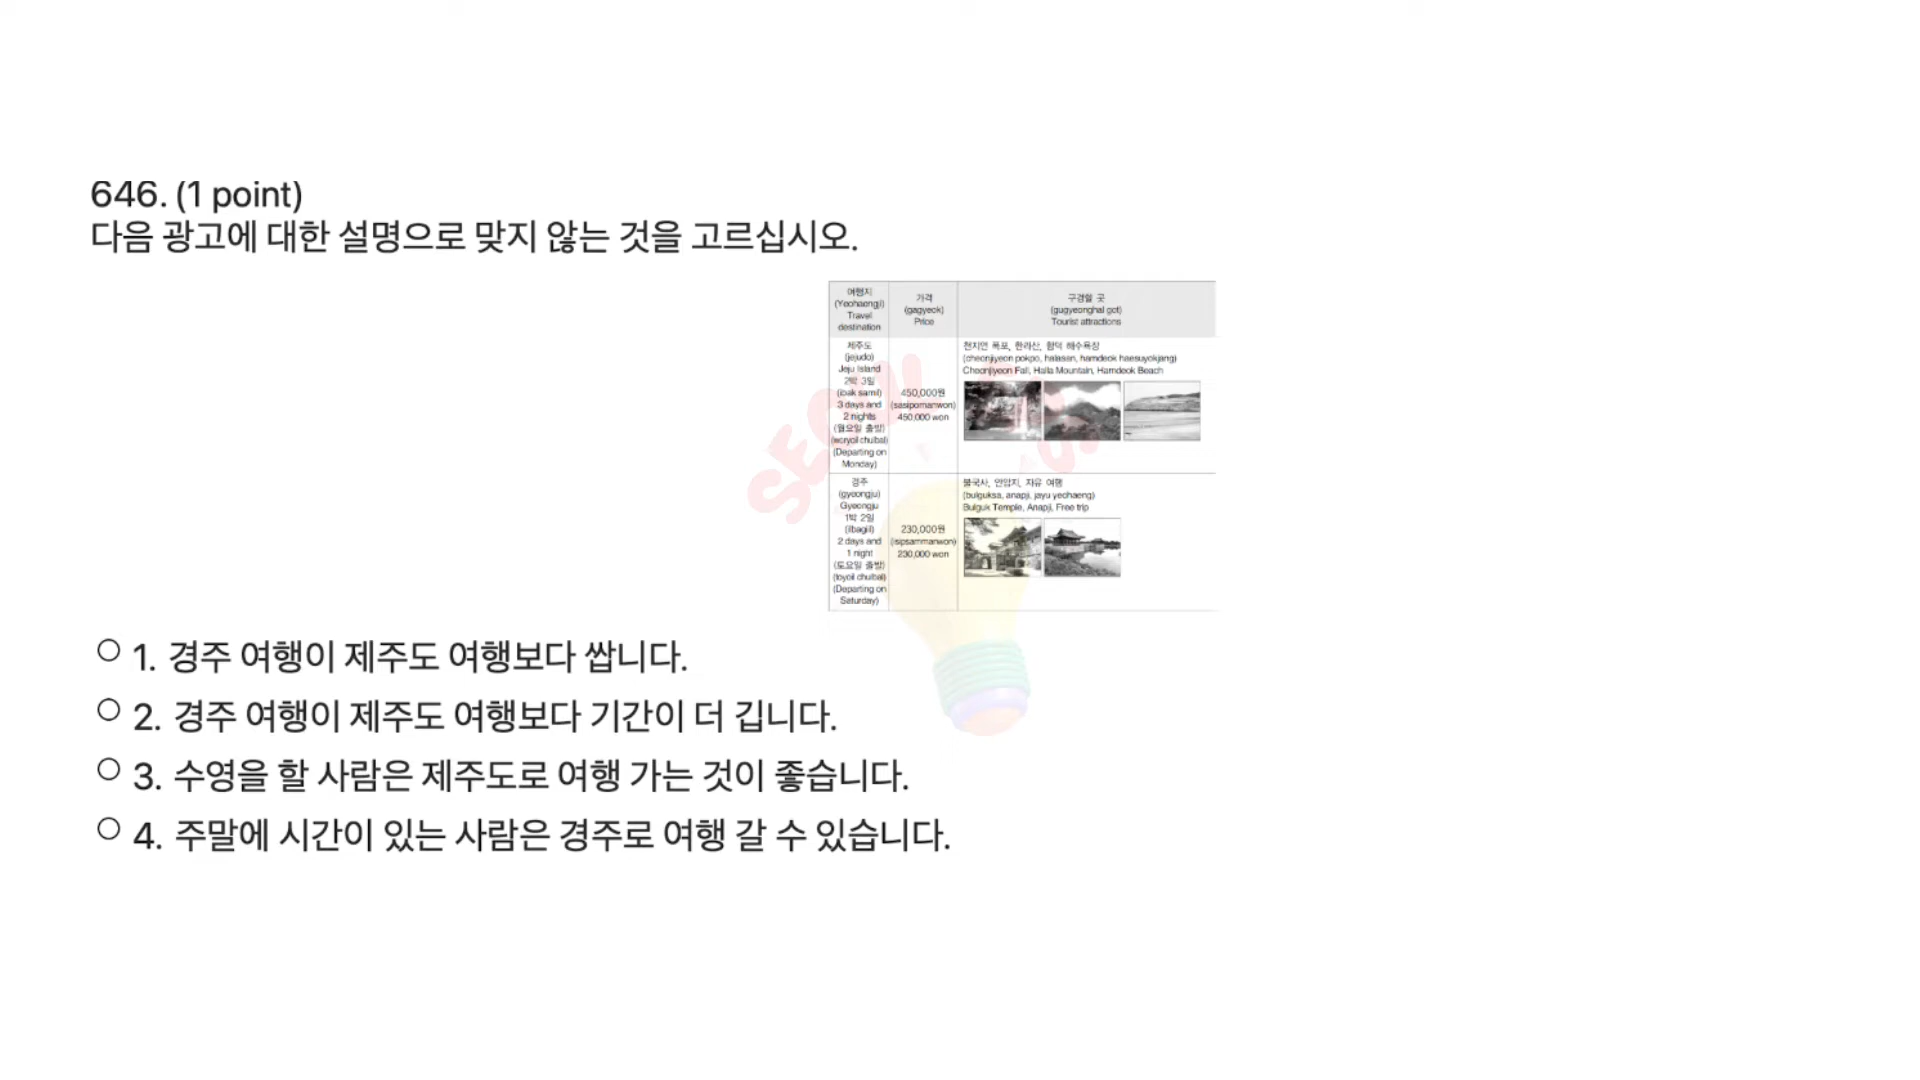 646. (1 point)
다음 광고에 대한 설명으로 맞지 않는 것을 고르십시오.
여행지
(Yeohaengji)
Travel
destination
가격
(gagyeok)
Price
구경할 곳
(gugyeonghal got)
Tourist attractions
제주도
(jejudo)
Jeju Island
2박 3일
(ibak samil)
3 days and
2 nights
(월요일 출발)
(woryoil chulbal)
(Departing on
Monday)
450,000원
(sasipomanwon)
450,000 won
천지연 폭포, 한라산, 함덕 해수욕장
(cheonjiyeon pokpo, halasan, hamdeok haesuyokjang)
Cheonjiyeon Fall, Halla Mountain, Hamdeok Beach
경주
(gyeongju)
Gyeongju
1박 2일
(ilbagil)
2 days and
1 night
(토요일 출발)
(toyoil chulbal)
(Departing on
Saturday)
230,000원
(isipsammanwon)
230,000 won
불국사, 안압지, 자유 여행
(bulguksa, anapji, jayu yeohaeng)
Bulguk Temple, Anapji, Free trip
1. 경주 여행이 제주도 여행보다 쌉니다.
2. 경주 여행이 제주도 여행보다 기간이 더 깁니다.
3. 수영을 할 사람은 제주도로 여행 가는 것이 좋습니다.
4. 주말에 시간이 있는 사람은 경주로 여행 갈 수 있습니다.